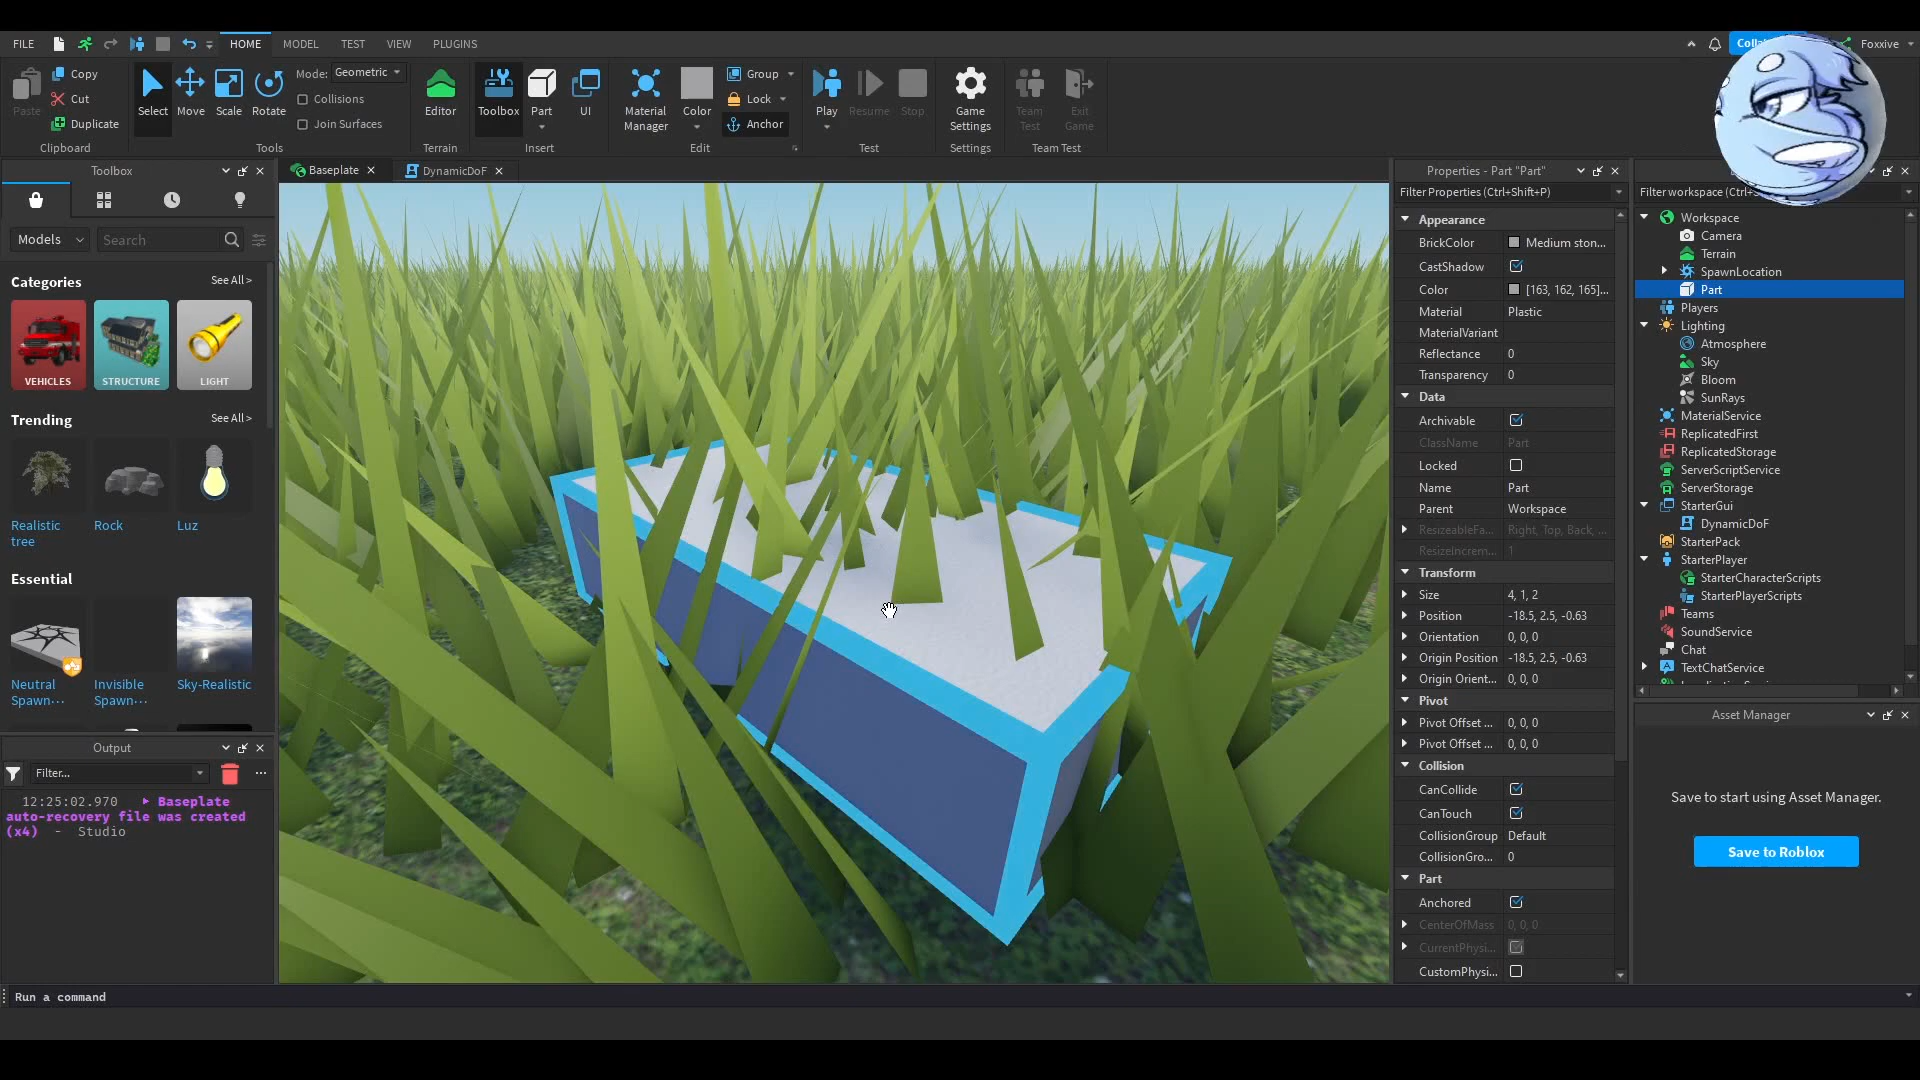 FILE
HOME
MODEL
TEST
VIEW
PLUGINS
Foxxive
Paste
Copy
Cut
Duplicate
Clipboard
Select
Move
Scale
Rotate
Mode: Geometric
Collisions
Join Surfaces
Tools
Editor
Terrain
Toolbox
Part
UI
Insert
Material
Manager
Color
Group
Lock
Anchor
Edit
Play
Resume
Stop
Test
Game
Settings
Settings
Team
Test
Exit
Game
Team Test
Toolbox
Models
Search
Categories
See All >
VEHICLES
STRUCTURE
LIGHT
Trending
See All >
Realistic
tree
Rock
Luz
Essential
Neutral
Spawn···
Invisible
Spawn···
Sky-Realistic
Output
Filter...
12:25:02.970 Baseplate
auto-recovery file was created
(x4) - Studio
Baseplate
DynamicDoF
Properties - Part "Part"
Filter Properties (Ctrl+Shift+P)
Appearance
BrickColor Medium ston...
CastShadow
Color [163, 162, 165]...
Material Plastic
MaterialVariant
Reflectance 0
Transparency 0
Data
Archivable
ClassName Part
Locked
Name Part
Parent Workspace
ResizeableFa... Right, Top, Back, ...
ResizeIncrem... 1
Transform
Size 4, 1, 2
Position -18.5, 2.5, -0.63
Orientation 0, 0, 0
Origin Position -18.5, 2.5, -0.63
Origin Orient... 0, 0, 0
Pivot
Pivot Offset ... 0, 0, 0
Pivot Offset ... 0, 0, 0
Collision
CanCollide
CanTouch
CollisionGroup Default
CollisionGro... 0
Part
Anchored
CenterOfMass 0, 0, 0
CurrentPhysi...
CustomPhysi...
Filter workspace (Ctrl+
Workspace
Camera
Terrain
SpawnLocation
Part
Players
Lighting
Atmosphere
Sky
Bloom
SunRays
MaterialService
ReplicatedFirst
ReplicatedStorage
ServerScriptService
ServerStorage
StarterGui
DynamicDoF
StarterPack
StarterPlayer
StarterCharacterScripts
StarterPlayerScripts
Teams
SoundService
Chat
TextChatService
Asset Manager
Save to start using Asset Manager.
Save to Roblox
Run a command